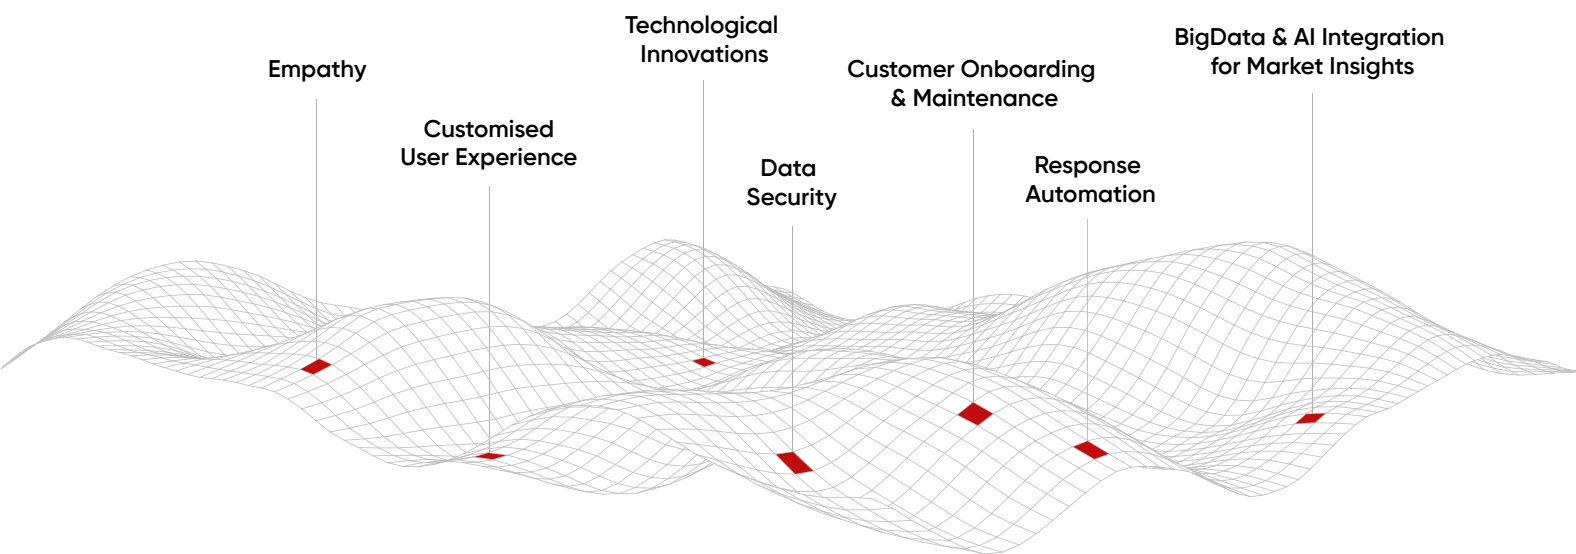 Empathy
Customised
User Experience
Technological
Innovations
Data
Security
Customer Onboarding
& Maintenance
Response
Automation
BigData & AI Integration
for Market Insights